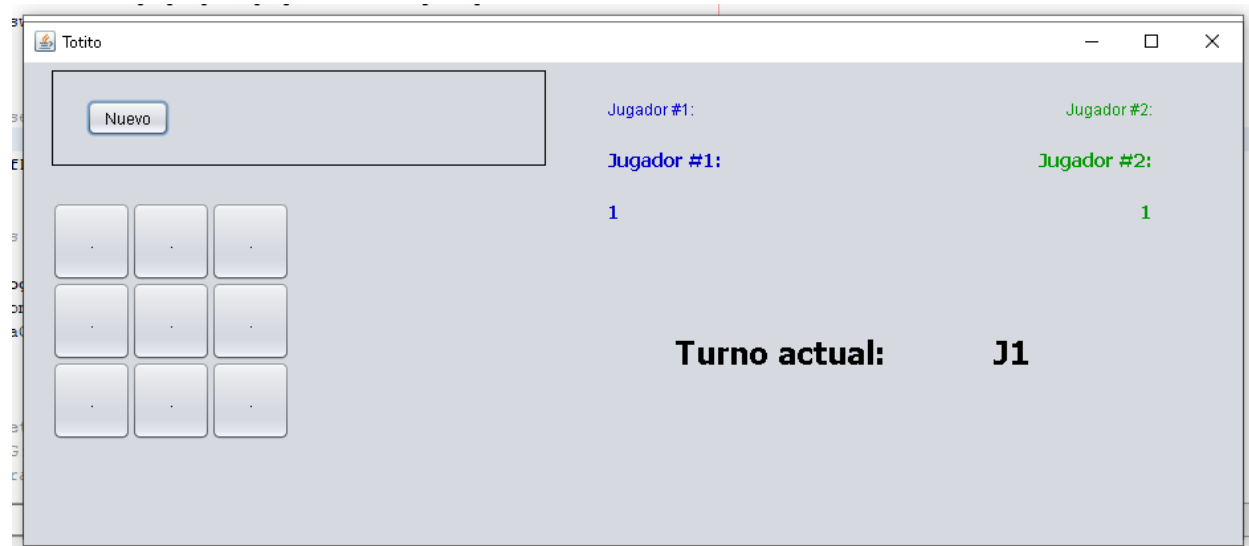 Totito
Nuevo
Jugador #1:
Jugador #2:
Jugador #1:
Jugador #2:
1
1
. . .
. . .
. . .
Turno actual: J1